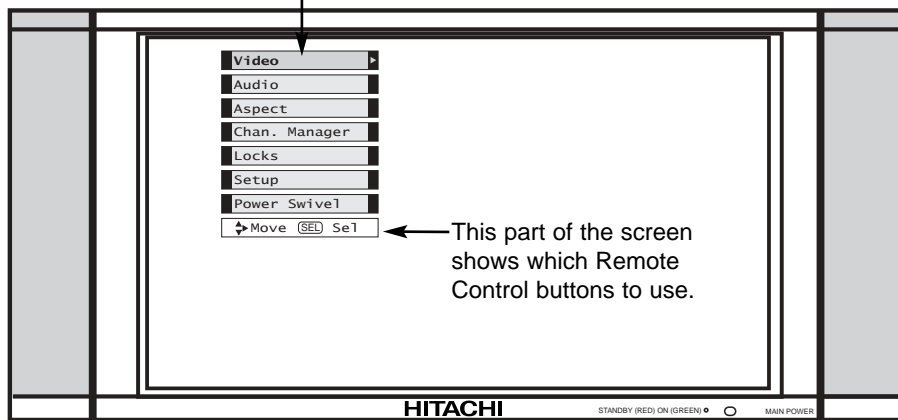 Video
Audio
Aspect
Chan. Manager
Locks
Setup
Power Swivel
Move SEL Sel
This part of the screen
shows which Remote
Control buttons to use.
HITACHI
STANDBY (RED) ON (GREEN)
MAIN POWER